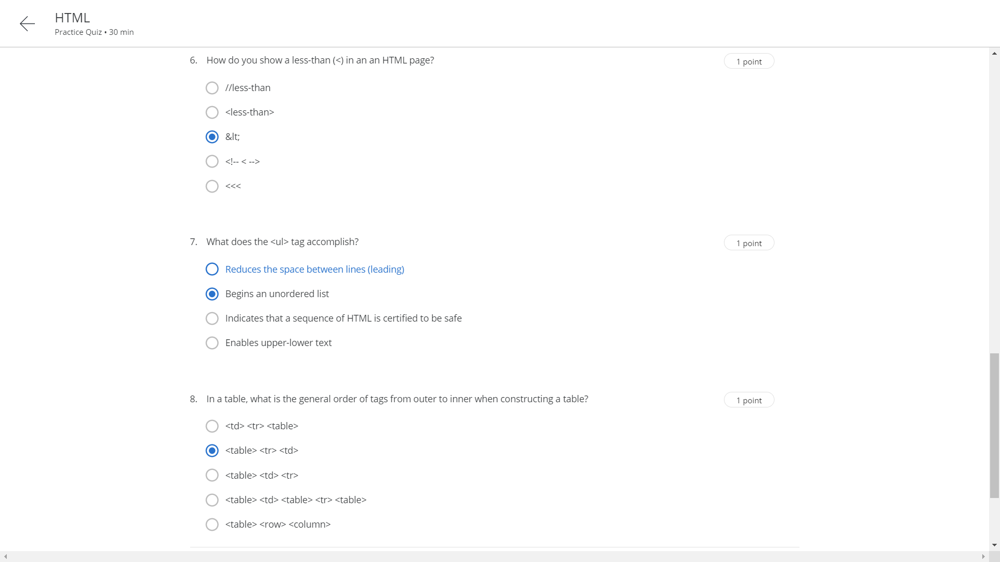 HTML
Practice Quiz • 30 min
6. How do you show a less-than (<) in an an HTML page?
1 point
//less-than
<less-than>
&lt;
<!-- < -->
<<<
7. What does the <ul> tag accomplish?
1 point
Reduces the space between lines (leading)
Begins an unordered list
Indicates that a sequence of HTML is certified to be safe
Enables upper-lower text
8. In a table, what is the general order of tags from outer to inner when constructing a table?
1 point
<td> <tr> <table>
<table> <tr> <td>
<table> <td> <tr>
<table> <td> <table> <tr> <table>
<table> <row> <column>